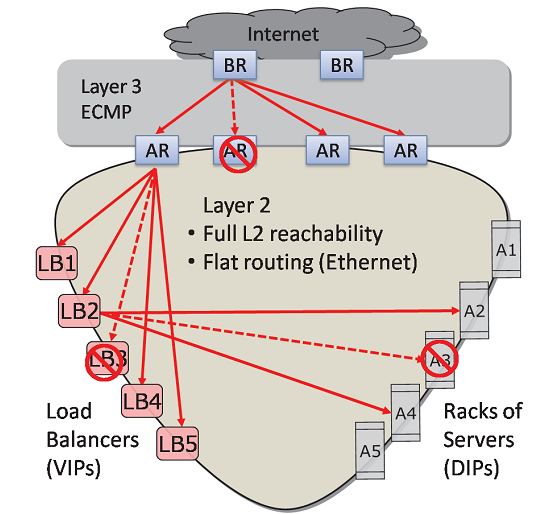 Internet
BR
BR
Layer 3
ECMP
AR
AR
AR
AR
Layer 2
• Full L2 reachability
• Flat routing (Ethernet)
A1
LB1
A2
LB2
LB3
A3
LB4
A4
LB5
A5
Load
Balancers
(VIPs)
Racks of
Servers
(DIPs)